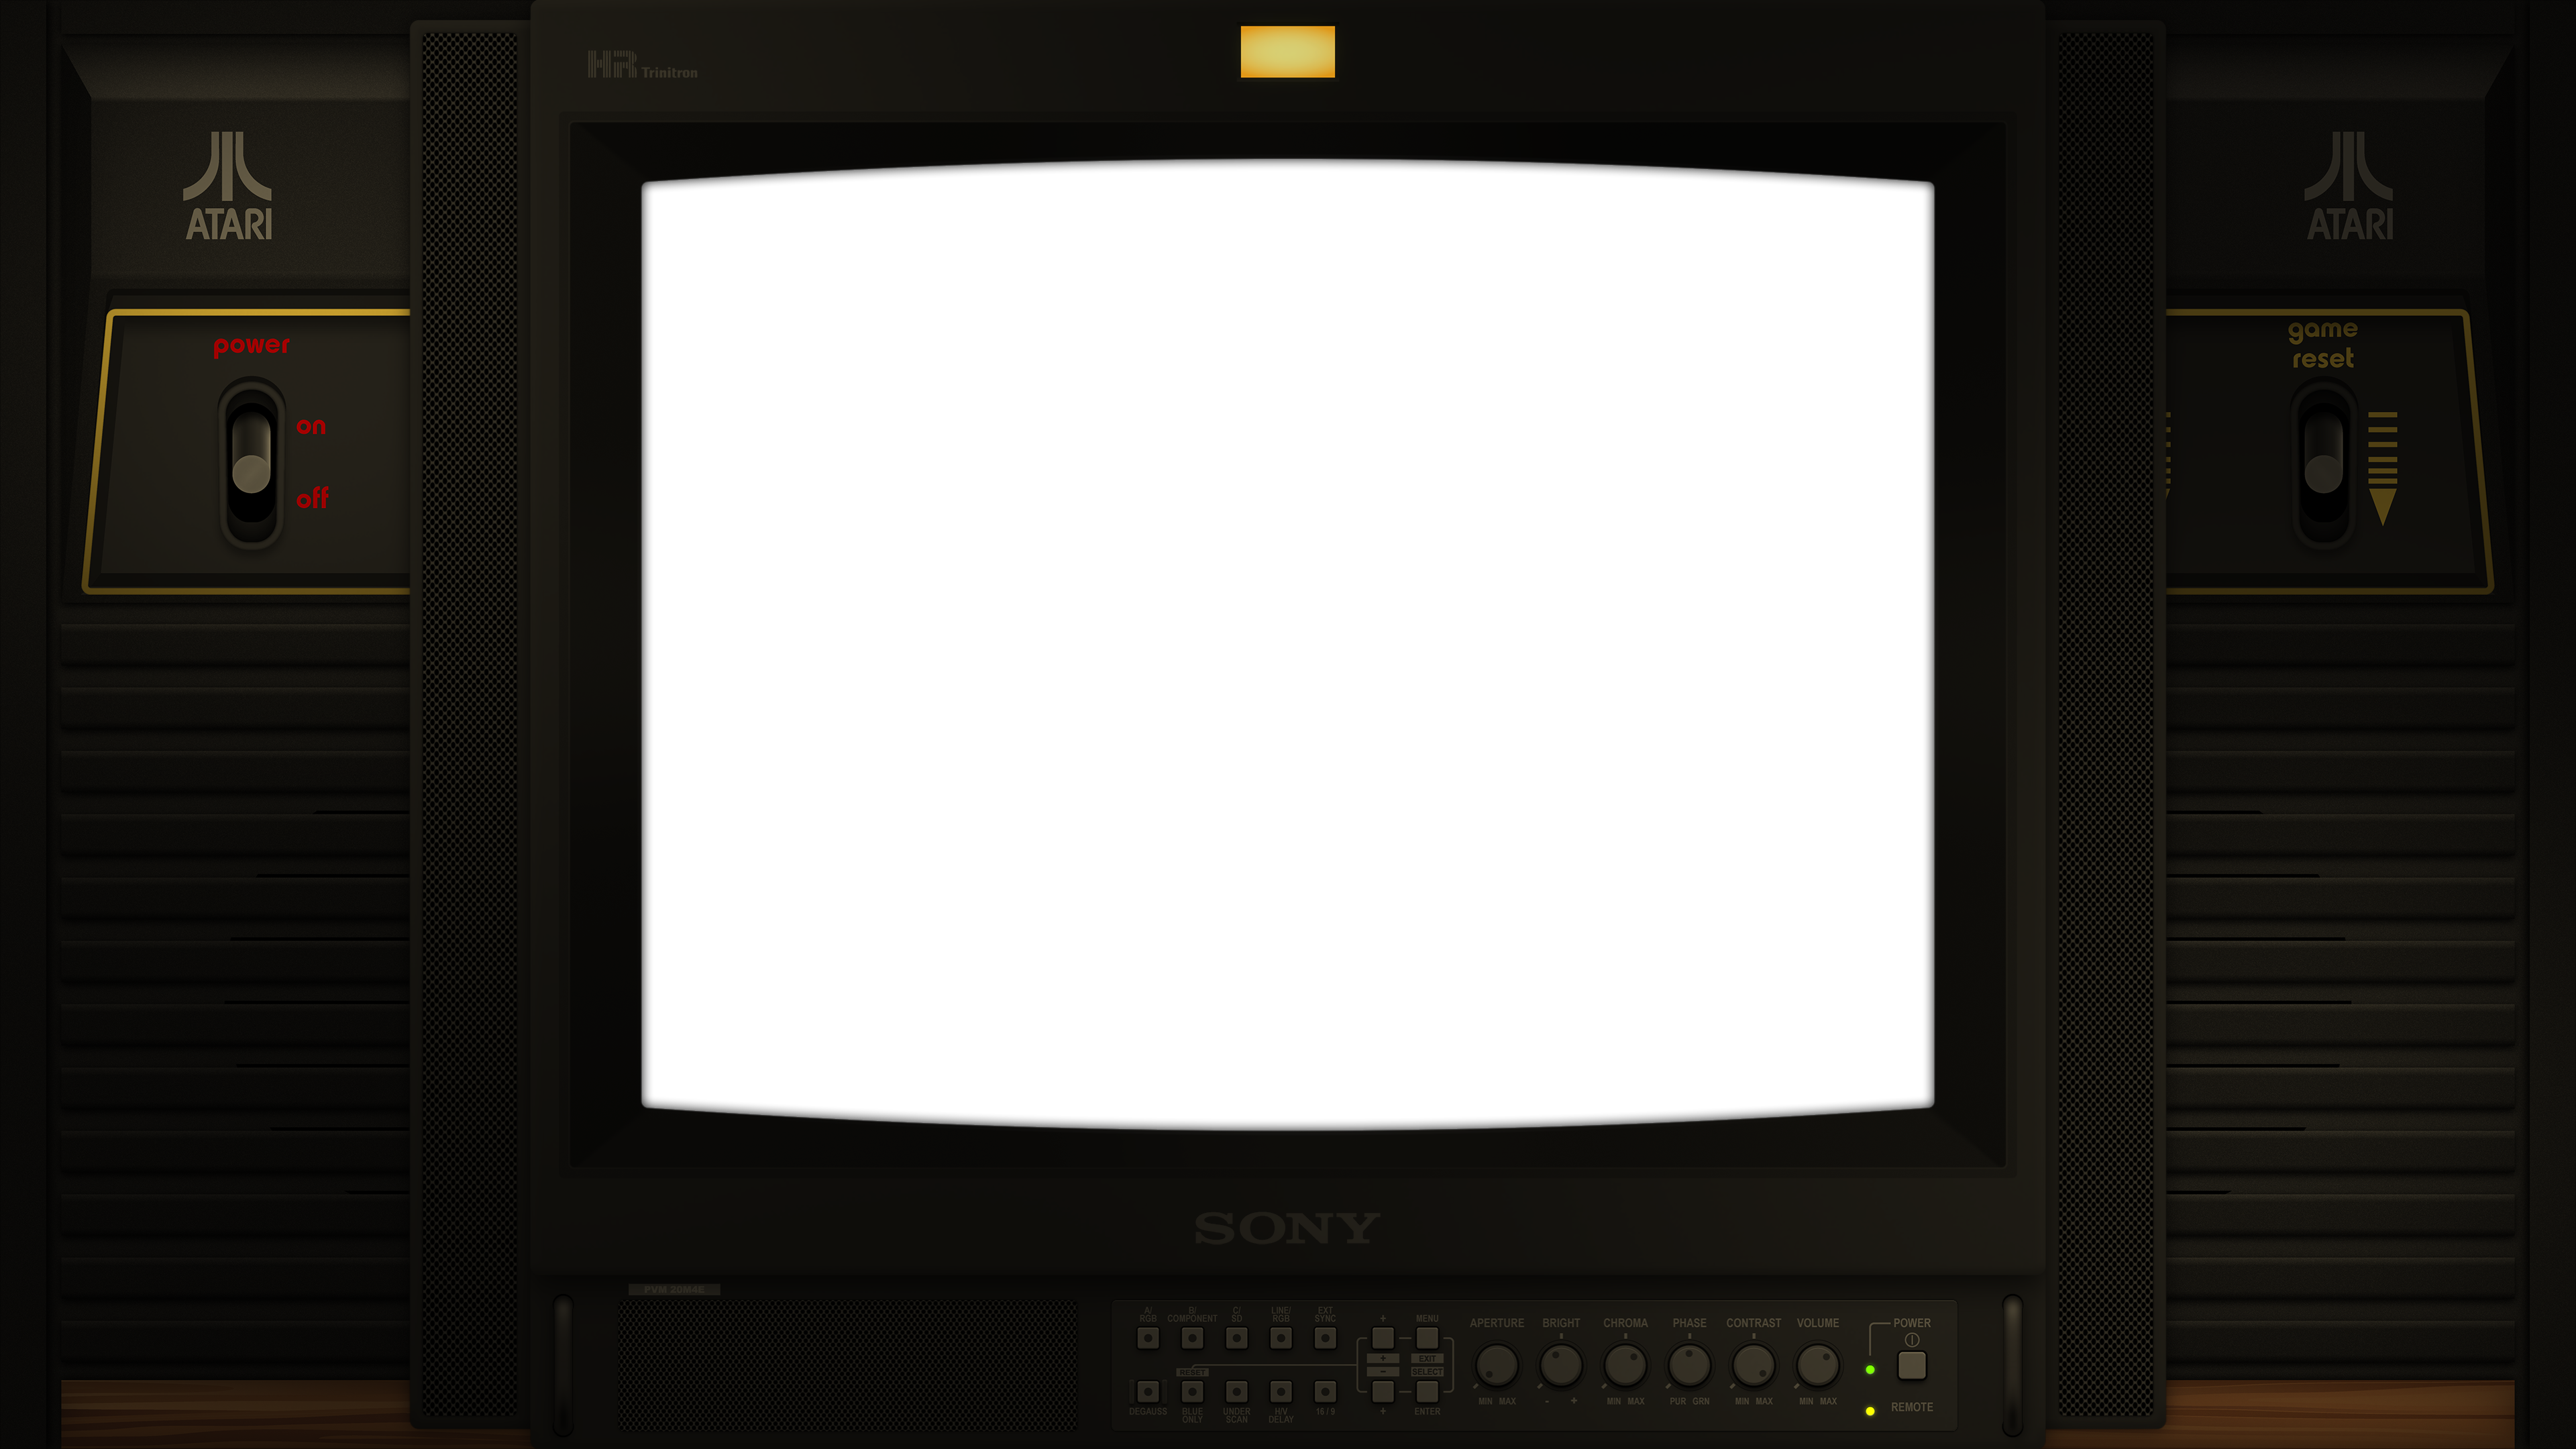 HR Trinitron
ATARI
ATARI
power
on
off
game
reset
SONY
PVM 20M4E
A/
RGB
B/
COMPONENT
C/
SD
LINE/
RGB
EXT
SYNC
+
MENU
APERTURE
BRIGHT
CHROMA
PHASE
CONTRAST
VOLUME
POWER
+
EXIT
RESET
-
SELECT
MIN MAX
- +
MIN MAX
PUR GRN
MIN MAX
MIN MAX
DEGAUSS
BLUE
ONLY
UNDER
SCAN
H/V
DELAY
16/9
+
ENTER
REMOTE